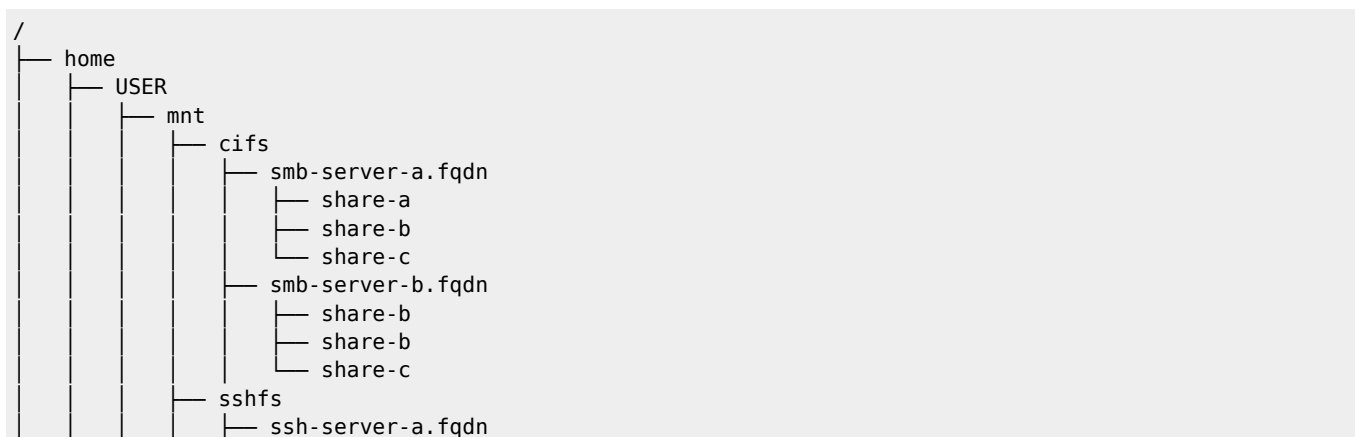 /
├── home
│   ├── USER
│   │   ├── mnt
│   │   │   ├── cifs
│   │   │   │   ├── smb-server-a.fqdn
│   │   │   │   │   ├── share-a
│   │   │   │   │   ├── share-b
│   │   │   │   │   └── share-c
│   │   │   │   ├── smb-server-b.fqdn
│   │   │   │   │   ├── share-b
│   │   │   │   │   ├── share-b
│   │   │   │   │   └── share-c
│   │   │   ├── sshfs
│   │   │   │   ├── ssh-server-a.fqdn